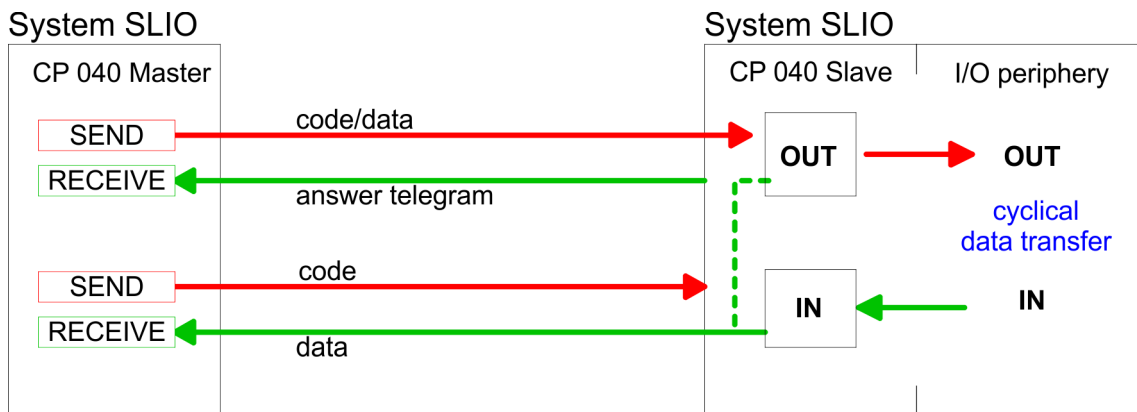 System SLIO
System SLIO
CP 040 Master
CP 040 Slave
I/O periphery
SEND
code/data
OUT
OUT
RECEIVE
answer telegram
cyclical
data transfer
SEND
code
IN
IN
RECEIVE
data